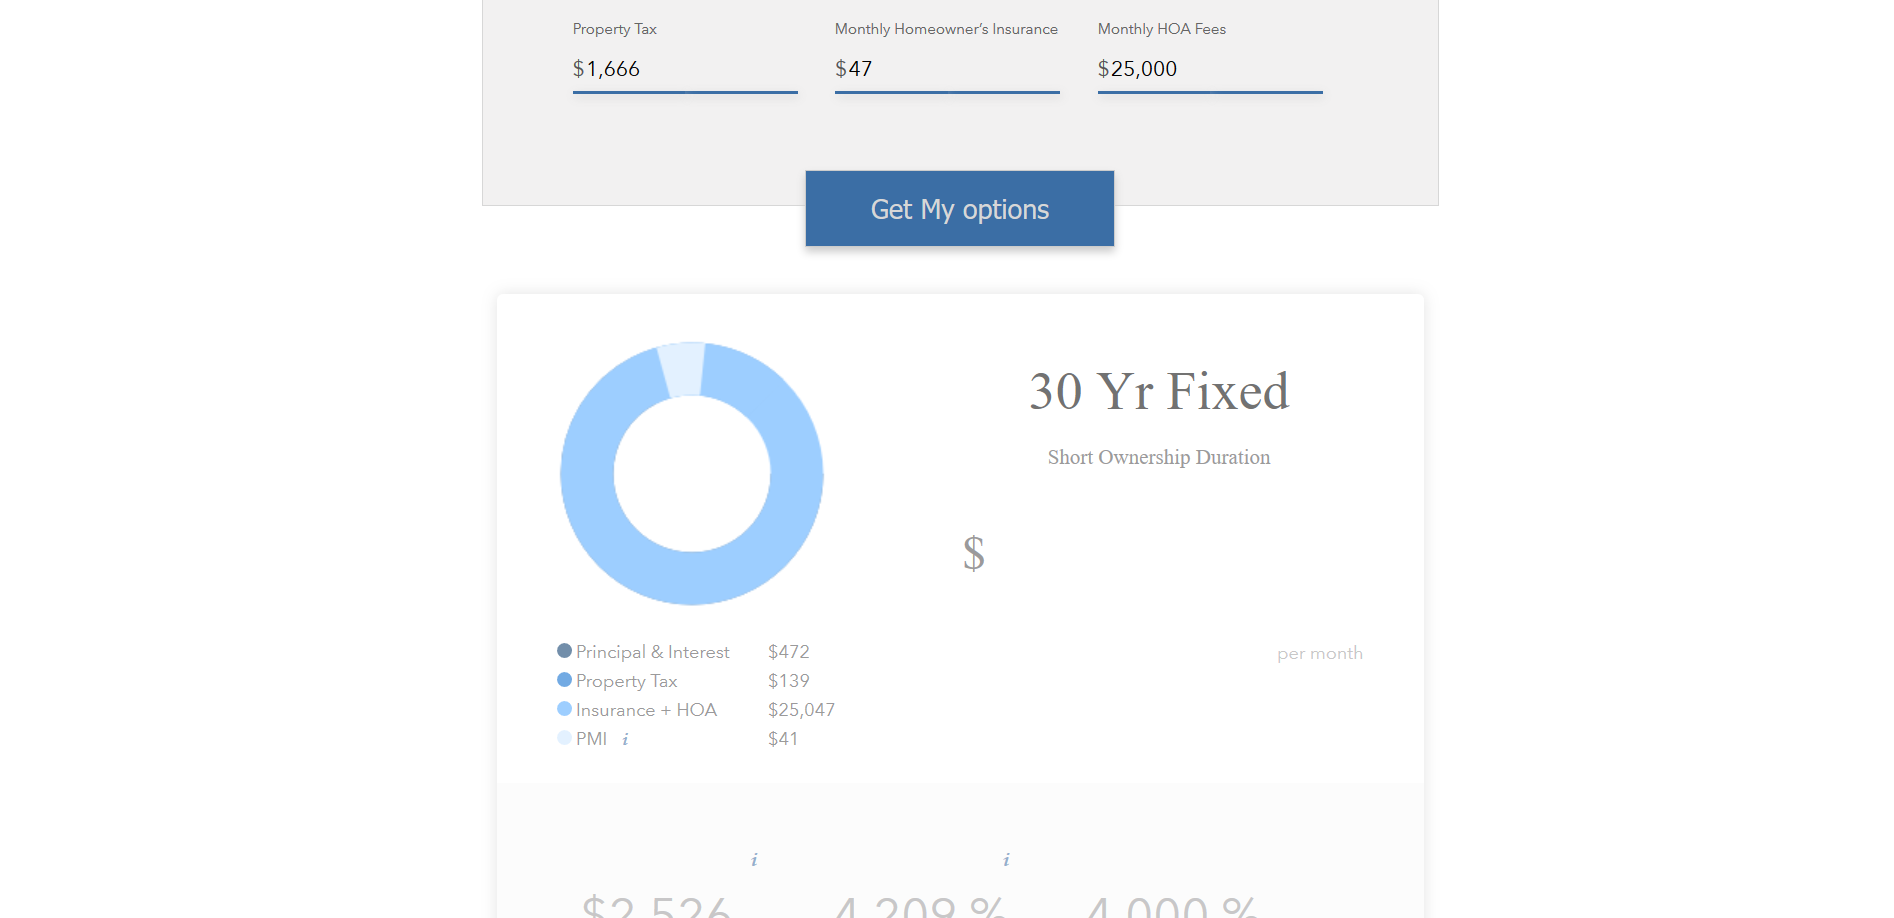 Property Tax
Monthly Homeowner's Insurance
Monthly HOA Fees
$1,666
$47
$25,000
Get My options
30 Yr Fixed
Short Ownership Duration
$
Principal & Interest $472
Property Tax $139
Insurance + HOA $25,047
PMI i $41
per month
i
i
$2,526
4.209 %
4.000 %